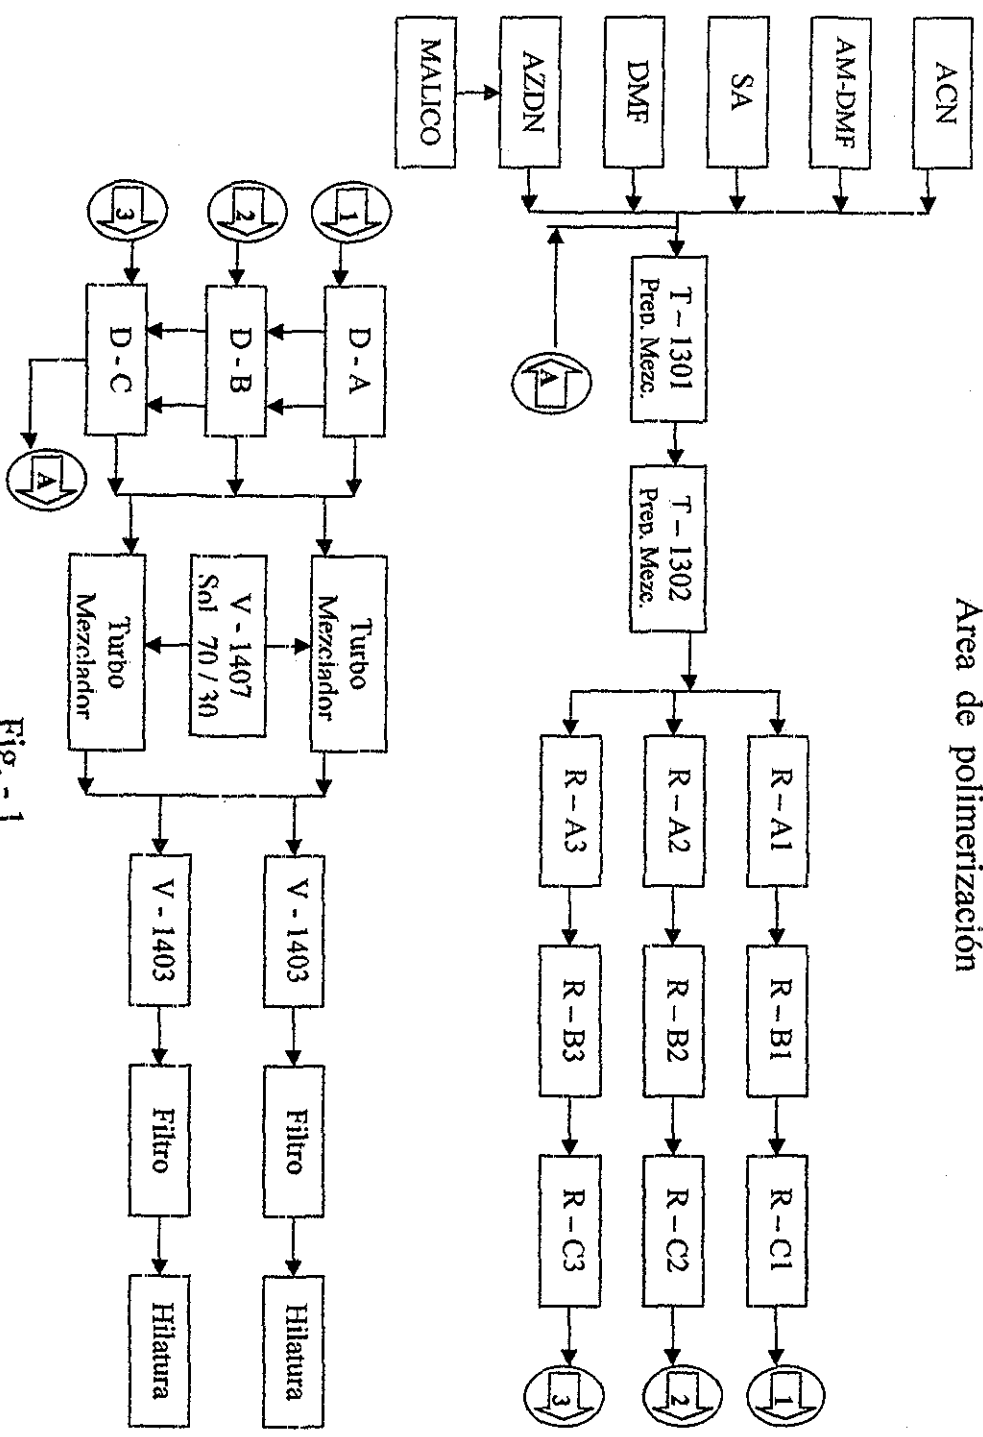 Area de polimerización
ACN
AM-DMF
SA
DMF
AZDN
MALICO
T – 1301
Prep. Mezc.
T – 1302
Prep. Mezc.
A
R – A1
R – B1
R – C1
1
R – A2
R – B2
R – C2
2
R – A3
R – B3
R – C3
3
1
D - A
2
D - B
3
D - C
A
Turbo
Mezclador
V - 1407
Sol 70 / 30
Turbo
Mezclador
V - 1403
Filtro
Hilatura
V - 1403
Filtro
Hilatura
Fig. - 1